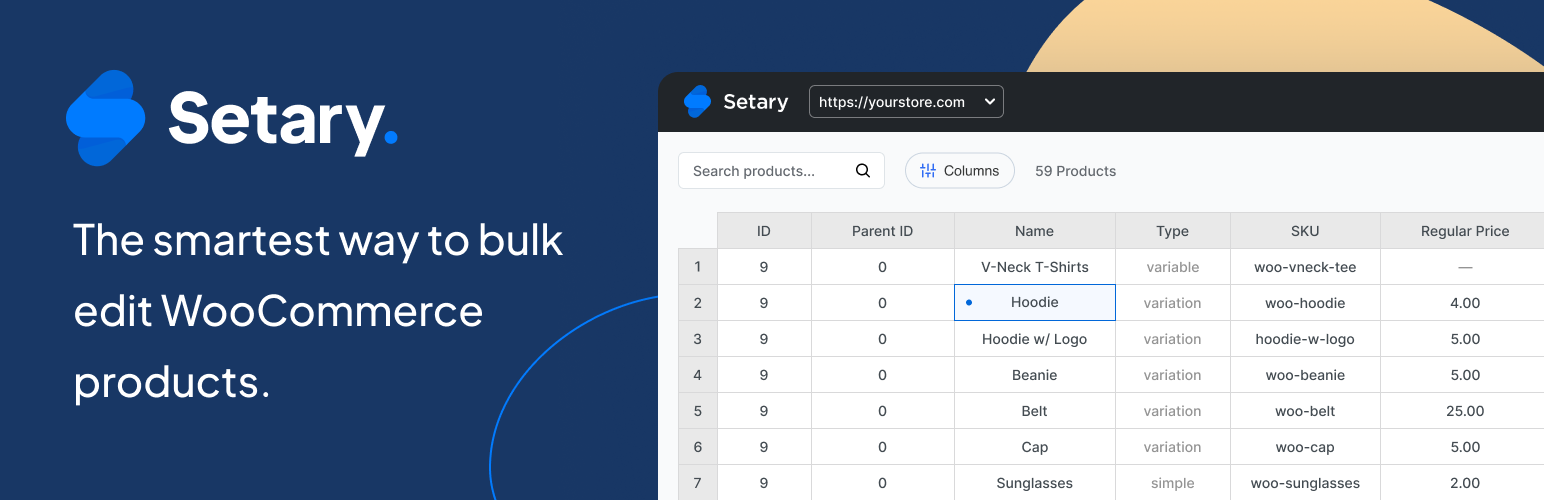 Setary.
The smartest way to bulk
edit WooCommerce
products.
Setary https://yourstore.com
Search products... Columns 59 Products
ID Parent ID Name Type SKU Regular Price
1 9 0 V-Neck T-Shirts variable woo-vneck-tee —
2 9 0 Hoodie variation woo-hoodie 4.00
3 9 0 Hoodie w/ Logo variation hoodie-w-logo 5.00
4 9 0 Beanie variation woo-beanie 5.00
5 9 0 Belt variation woo-belt 25.00
6 9 0 Cap variation woo-cap 5.00
7 9 0 Sunglasses simple woo-sunglasses 2.00